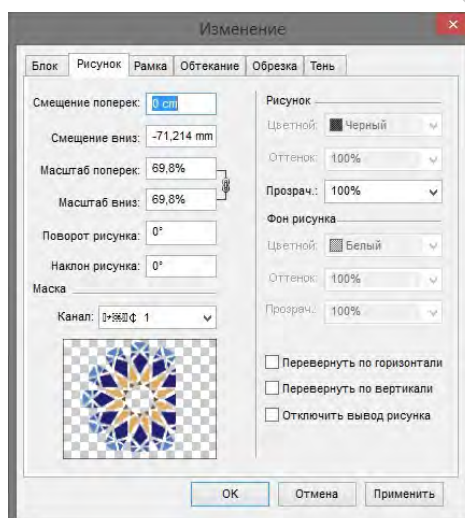 Изменение
Блок Рисунок Рамка Обтекание Обрезка Тень
Смещение поперек: 0 cm
Смещение вниз: -71,214 mm
Масштаб поперек: 69,8%
Масштаб вниз: 69,8%
Поворот рисунка: 0°
Наклон рисунка: 0°
Маска
Канал: 1
Рисунок
Цветной: Черный
Оттенок: 100%
Прозрач.: 100%
Фон рисунка
Цветной: Белый
Оттенок: 100%
Прозрач.: 100%
Перевернуть по горизонтали
Перевернуть по вертикали
Отключить вывод рисунка
OK Отмена Применить